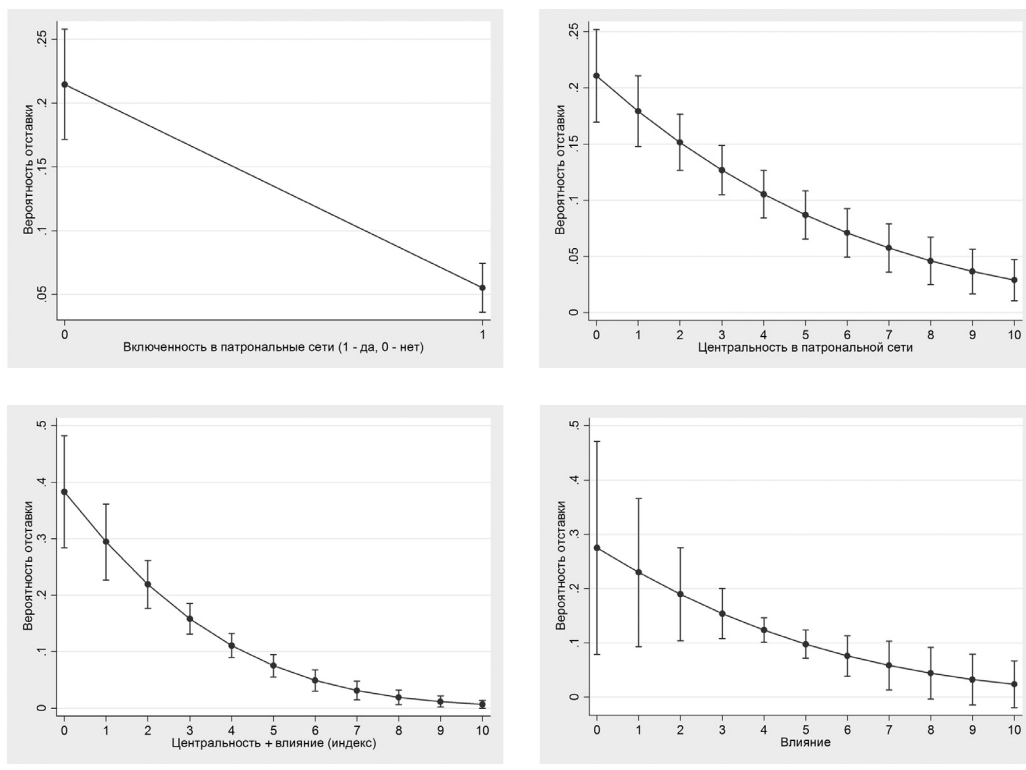 .25
.2
.15
.1
.05
Вероятность отставки
0 1
Включенность в патрональные сети (1 - да, 0 - нет)
.25
.2
.15
.1
.05
0
Вероятность отставки
0 1 2 3 4 5 6 7 8 9 10
Центральность в патрональной сети
.5
.4
.3
.2
.1
0
Вероятность отставки
0 1 2 3 4 5 6 7 8 9 10
Центральность + влияние (индекс)
.5
.4
.3
.2
.1
0
Вероятность отставки
0 1 2 3 4 5 6 7 8 9 10
Влияние